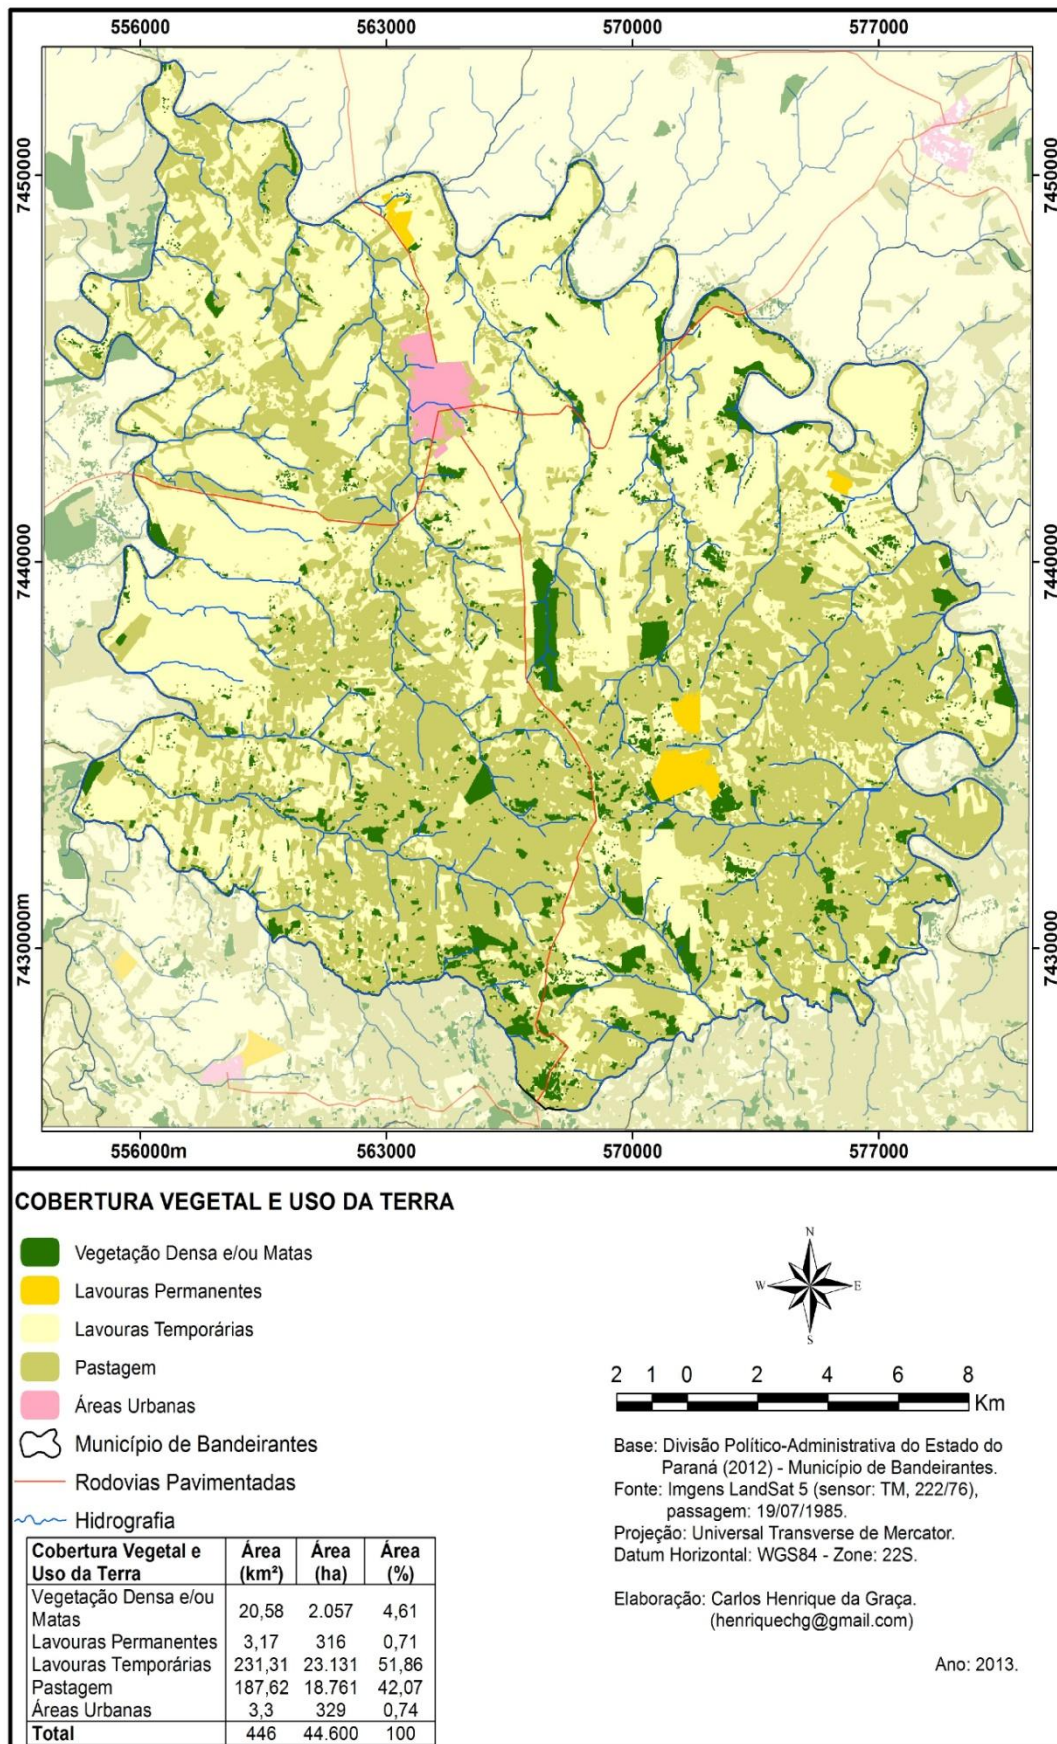 556000 563000 570000 577000
7450000 7450000
7440000 7440000
7430000m 7430000
556000m 563000 570000 577000
COBERTURA VEGETAL E USO DA TERRA
Vegetação Densa e/ou Matas
Lavouras Permanentes
Lavouras Temporárias
Pastagem
Áreas Urbanas
Município de Bandeirantes
Rodovias Pavimentadas
Hidrografia
Cobertura Vegetal e Uso da Terra Área (km²) Área (ha) Área (%)
Vegetação Densa e/ou Matas 20,58 2.057 4,61
Lavouras Permanentes 3,17 316 0,71
Lavouras Temporárias 231,31 23.131 51,86
Pastagem 187,62 18.761 42,07
Áreas Urbanas 3,3 329 0,74
Total 446 44.600 100
N
W E
S
2 1 0 2 4 6 8
Km
Base: Divisão Político-Administrativa do Estado do
Paraná (2012) - Município de Bandeirantes.
Fonte: Imgens LandSat 5 (sensor: TM, 222/76),
passagem: 19/07/1985.
Projeção: Universal Transverse de Mercator.
Datum Horizontal: WGS84 - Zone: 22S.
Elaboração: Carlos Henrique da Graça.
(henriquechg@gmail.com)
Ano: 2013.